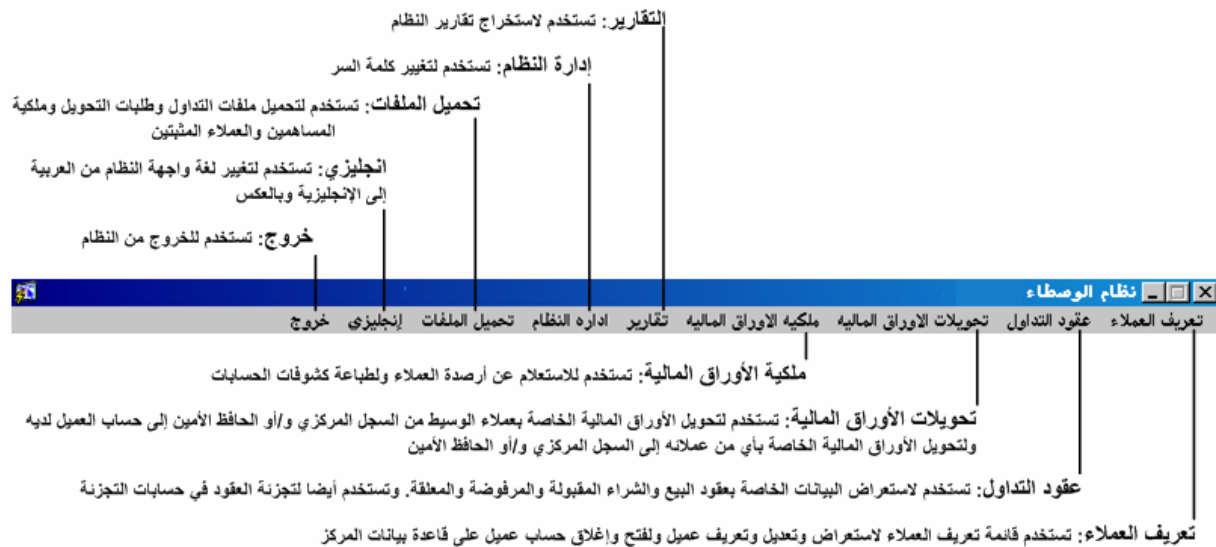 التقارير: تستخدم لاستخراج تقارير النظام
إدارة النظام: تستخدم لتغيير كلمة السر
تحميل الملفات: تستخدم لتحميل ملفات التداول وطلبات التحويل وملكية
المساهمين والعملاء المثبتين
انجليزي: تستخدم لتغيير لغة واجهة النظام من العربية
إلى الإنجليزية وبالعكس
خروج: تستخدم للخروج من النظام
نظام الوسطاء
تعريف العملاء عقود التداول تحويلات الاوراق الماليه ملكيه الاوراق الماليه تقارير اداره النظام تحميل الملفات إنجليزي خروج
ملكية الأوراق المالية: تستخدم للاستعلام عن أرصدة العملاء ولطباعة كشوفات الحسابات
تحويلات الأوراق المالية: تستخدم لتحويل الأوراق المالية الخاصة بعملاء الوسيط من السجل المركزي و/أو الحافظ الأمين إلى حساب العميل لديه
ولتحويل الأوراق المالية الخاصة بأي من عملائه إلى السجل المركزي و/أو الحافظ الأمين
عقود التداول: تستخدم لاستعراض البيانات الخاصة بعقود البيع والشراء المقبولة والمرفوضة والمعلقة. وتستخدم أيضا لتجزئة العقود في حسابات التجزئة
تعريف العملاء: تستخدم قائمة تعريف العملاء لاستعراض وتعديل وتعريف عميل ولفتح وإغلاق حساب عميل على قاعدة بيانات المركز